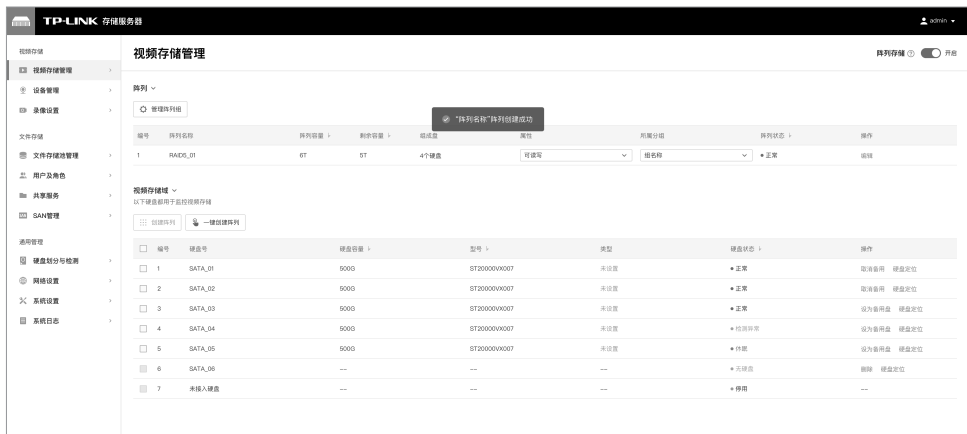 TP-LINK 存储服务器
admin
视频存储
视频存储管理
设备管理
录像设置
文件存储
文件存储池管理
用户及角色
共享服务
SAN管理
通用管理
硬盘划分与检测
网络设置
系统设置
系统日志
视频存储管理
阵列存储 ? 开启
阵列
管理阵列组
“阵列名称”阵列创建成功
编号 阵列名称 阵列容量 剩余容量 组成盘 属性 所属分组 阵列状态 操作
1 RAID5_01 6T 5T 4个硬盘 可读写 组名称 正常 编辑
视频存储域
以下硬盘都用于监控视频存储
创建阵列 一键创建阵列
编号 硬盘号 硬盘容量 型号 类型 硬盘状态 操作
1 SATA_01 500G ST20000VX007 未设置 正常 取消备用 硬盘定位
2 SATA_02 500G ST20000VX007 未设置 正常 取消备用 硬盘定位
3 SATA_03 500G ST20000VX007 未设置 正常 设为备用盘 硬盘定位
4 SATA_04 500G ST20000VX007 未设置 检测异常 设为备用盘 硬盘定位
5 SATA_05 500G ST20000VX007 未设置 休眠 设为备用盘 硬盘定位
6 SATA_06 -- -- -- 无硬盘 删除 硬盘定位
7 未接入硬盘 -- -- -- 停用 --